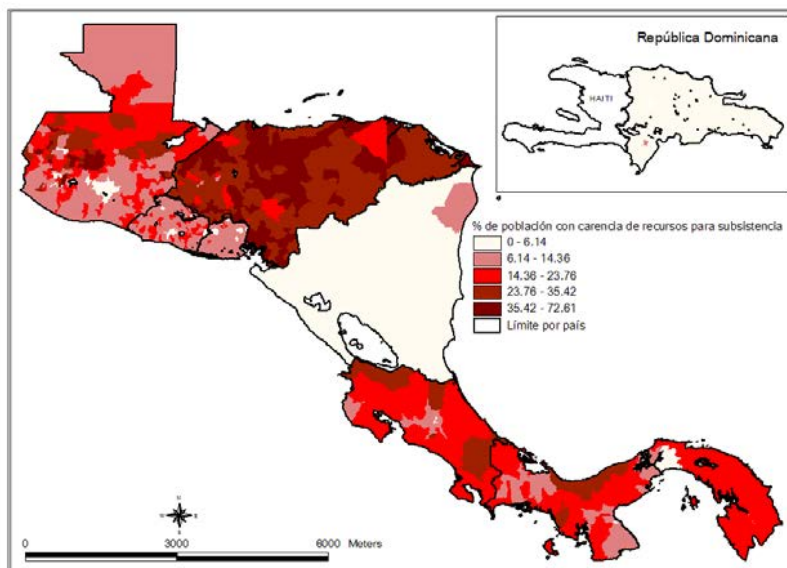 República Dominicana
HAITI
% de población con carencia de recursos para subsistencia
0 - 6.14
6.14 - 14.36
14.36 - 23.76
23.76 - 35.42
35.42 - 72.61
Límite por país
0 3000 6000 Meters